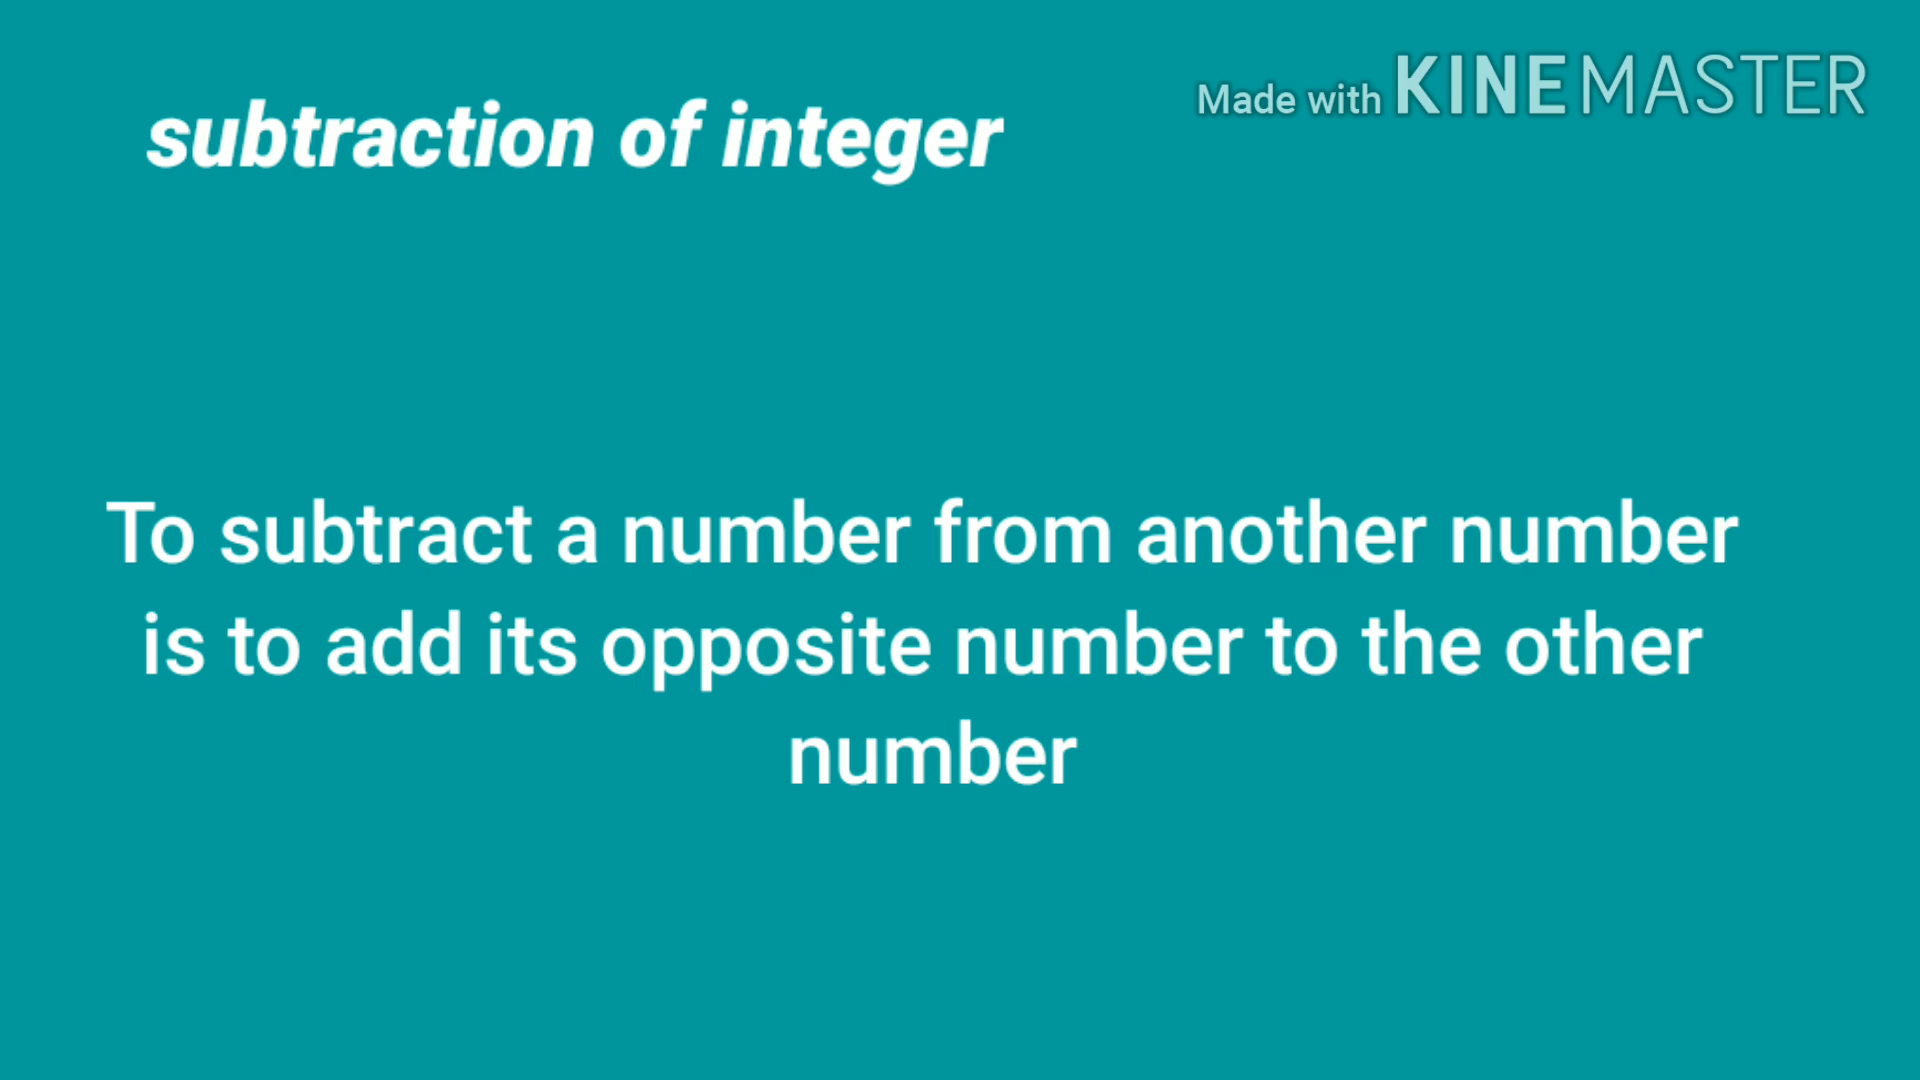 Made with KINEMASTER
subtraction of integer
To subtract a number from another number
is to add its opposite number to the other
number